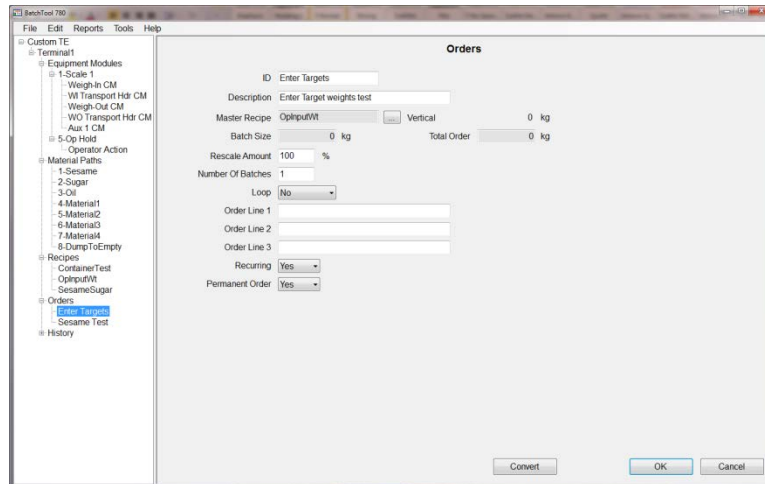 BatchTool 780
File Edit Reports Tools Help
Custom TE
Terminal1
Equipment Modules
1-Scale 1
Weigh-In CM
WI Transport Hdr CM
Weigh-Out CM
WO Transport Hdr CM
Aux 1 CM
5-Op Hold
Operator Action
Material Paths
1-Sesame
2-Sugar
3-Oil
4-Material1
5-Material2
6-Material3
7-Material4
8-DumpToEmpty
Recipes
ContainerTest
OpInputWt
SesameSugar
Orders
Enter Targets
Sesame Test
History
Orders
ID Enter Targets
Description Enter Target weights test
Master Recipe OpInputWt ... Vertical 0 kg
Batch Size 0 kg Total Order 0 kg
Rescale Amount 100 %
Number Of Batches 1
Loop No
Order Line 1
Order Line 2
Order Line 3
Recurring Yes
Permanent Order Yes
Convert OK Cancel